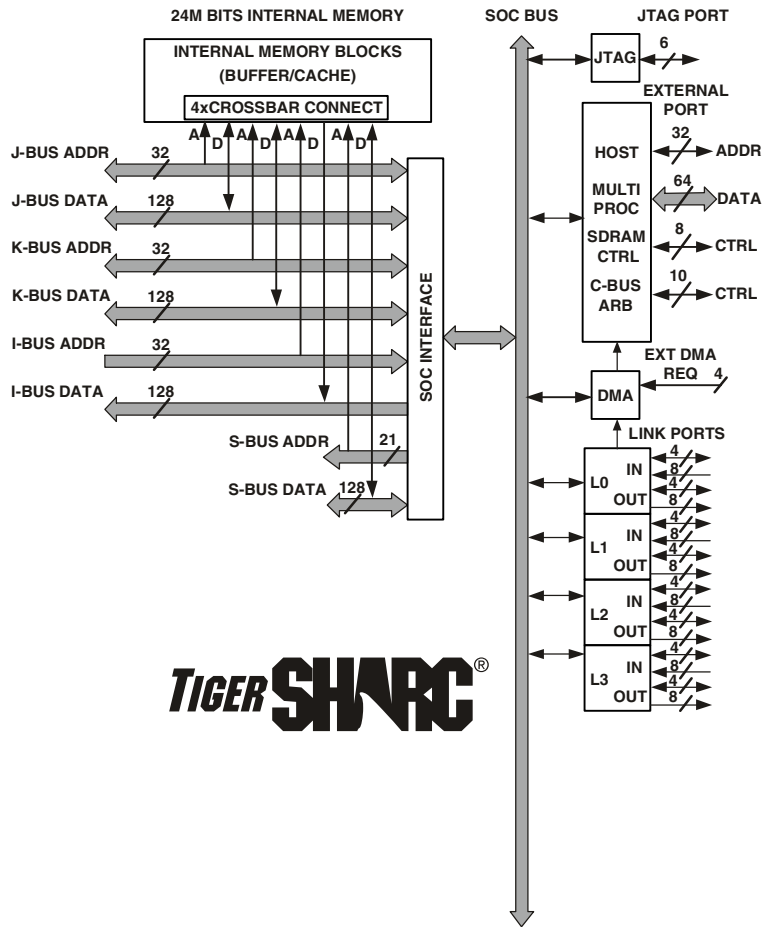 24M BITS INTERNAL MEMORY
INTERNAL MEMORY BLOCKS
(BUFFER/CACHE)
4xCROSSBAR CONNECT
A D A D A D A D
J-BUS ADDR 32
J-BUS DATA 128
K-BUS ADDR 32
K-BUS DATA 128
I-BUS ADDR 32
I-BUS DATA 128
S-BUS ADDR 21
S-BUS DATA 128
SOC INTERFACE
SOC BUS
JTAG PORT
JTAG
6
EXTERNAL
PORT
HOST
32
ADDR
MULTI
PROC
64
DATA
SDRAM
CTRL
8
CTRL
C-BUS
ARB
10
CTRL
EXT DMA
REQ
4
DMA
LINK PORTS
L0
IN
OUT
4
8
4
8
L1
IN
OUT
4
8
4
8
L2
IN
OUT
4
8
4
8
L3
IN
OUT
4
8
4
8
TIGER SHARC®